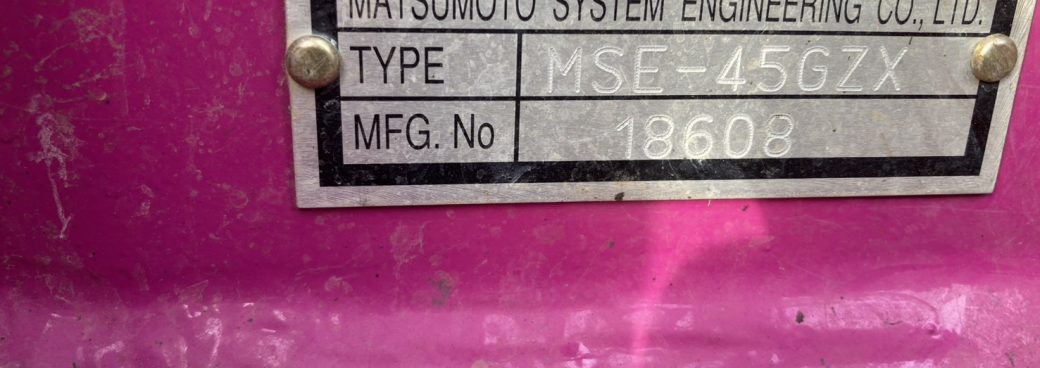 MATSUMOTO SYSTEM ENGINEERING CO., LTD.
TYPE MSE-45GZX
MFG. No 18608